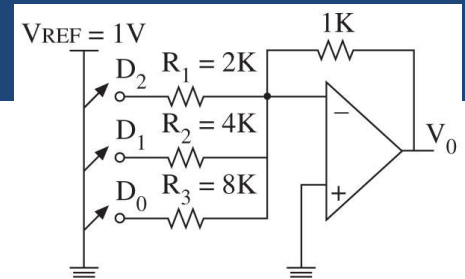 VREF = 1V
1K
D2 R1 = 2K
D1 R2 = 4K
D0 R3 = 8K
−
+
V0